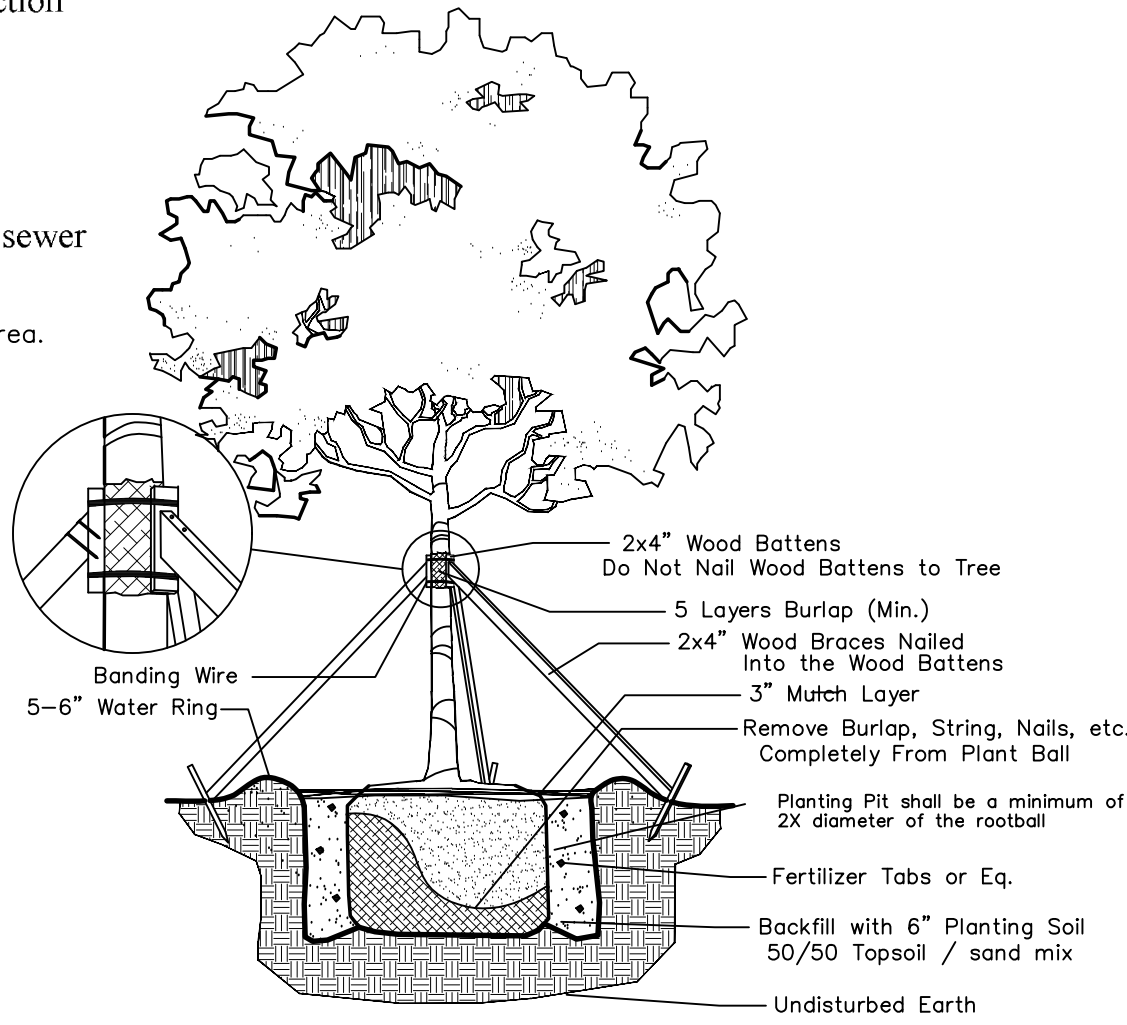 ction
sewer
rea.
2x4” Wood Battens
Do Not Nail Wood Battens to Tree
5 Layers Burlap (Min.)
2x4” Wood Braces Nailed
Into the Wood Battens
Banding Wire
3” Mutch Layer
5–6” Water Ring
Remove Burlap, String, Nails, etc.
Completely From Plant Ball
Planting Pit shall be a minimum of
2X diameter of the rootball
Fertilizer Tabs or Eq.
Backfill with 6” Planting Soil
50/50 Topsoil / sand mix
Undisturbed Earth